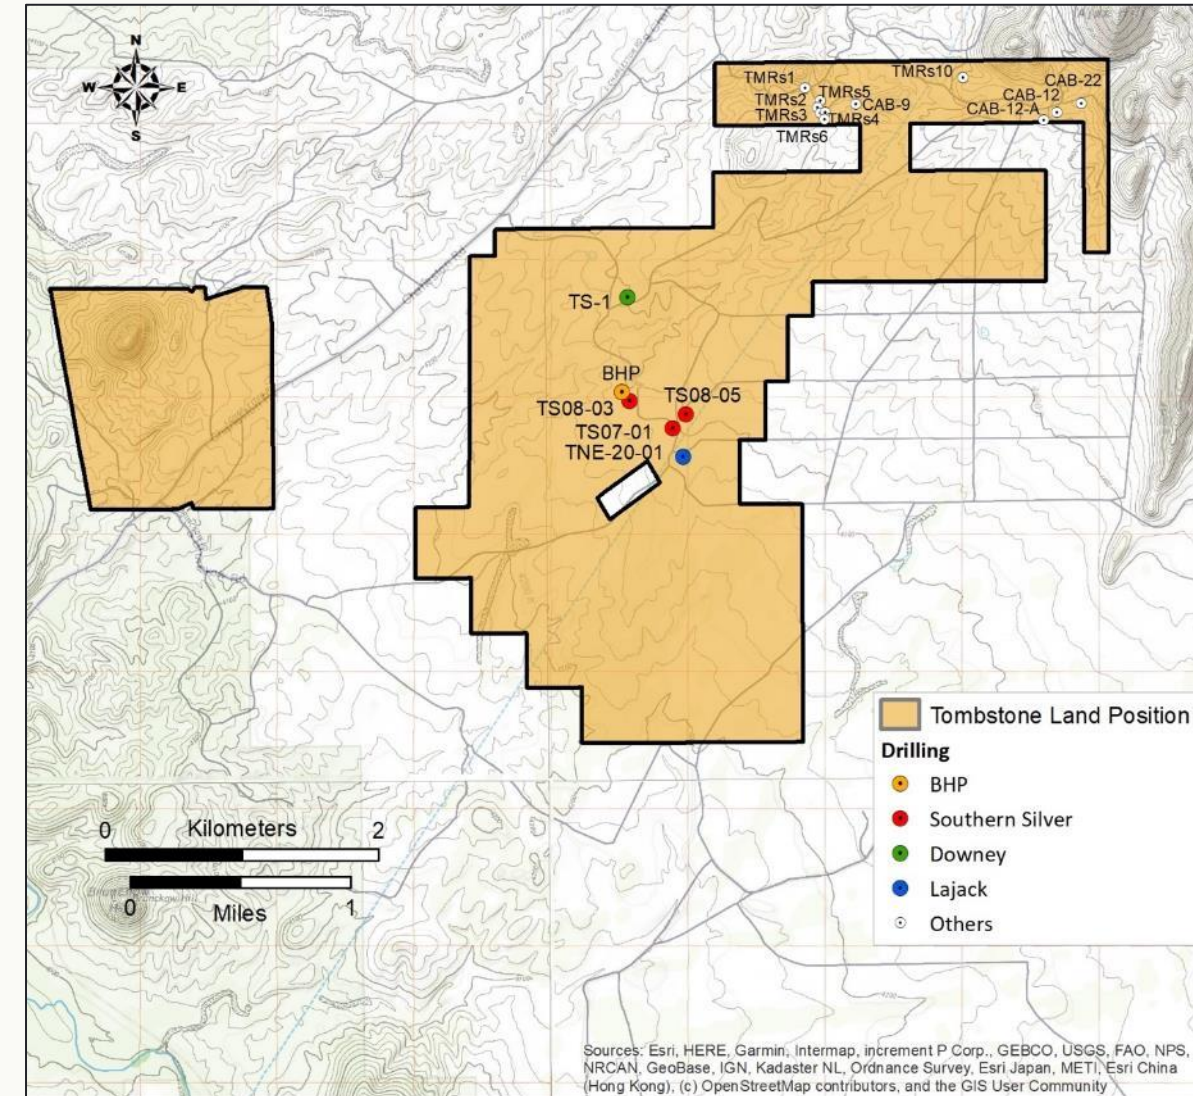 N
W E
S
TMRs1
TMRs10
CAB-22
TMRs5
CAB-12
TMRs2
CAB-9
CAB-12-A
TMRs3
TMRs4
TMRs6
TS-1
BHP
TS08-03
TS08-05
TS07-01
TNE-20-01
Tombstone Land Position
Drilling
BHP
Southern Silver
Downey
Lajack
Others
0 Kilometers 2
0 Miles 1
Sources: Esri, HERE, Garmin, Intermap, increment P Corp., GEBCO, USGS, FAO, NPS,
NRCAN, GeoBase, IGN, Kadaster NL, Ordnance Survey, Esri Japan, METI, Esri China
(Hong Kong), (c) OpenStreetMap contributors, and the GIS User Community